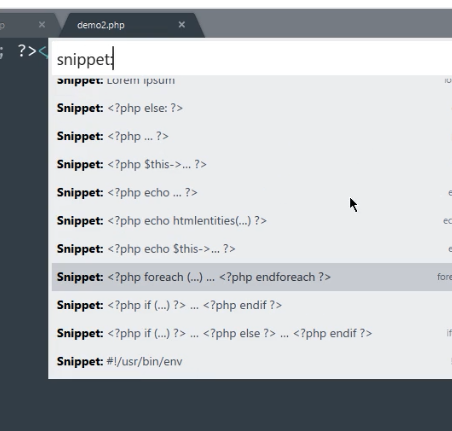 p × demo2.php ×
; ?><
snippet:
Snippet: Lorem ipsum
Snippet: <?php else: ?>
Snippet: <?php ... ?>
Snippet: <?php $this->... ?>
Snippet: <?php echo ... ?> e
Snippet: <?php echo htmlentities(...) ?> ec
Snippet: <?php echo $this->... ?> e
Snippet: <?php foreach (...) ... <?php endforeach ?> fore
Snippet: <?php if (...) ?> ... <?php endif ?>
Snippet: <?php if (...) ?> ... <?php else ?> ... <?php endif ?> if
Snippet: #!/usr/bin/env